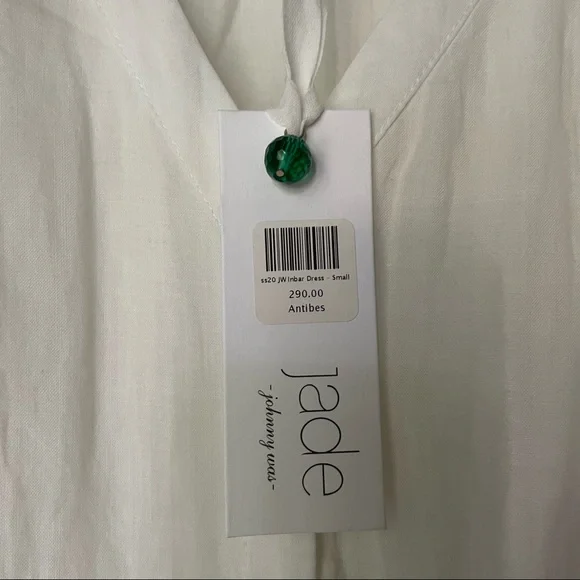 ss20 JW Inbar Dress - Small
290.00
Antibes
Jade
-johnny was-